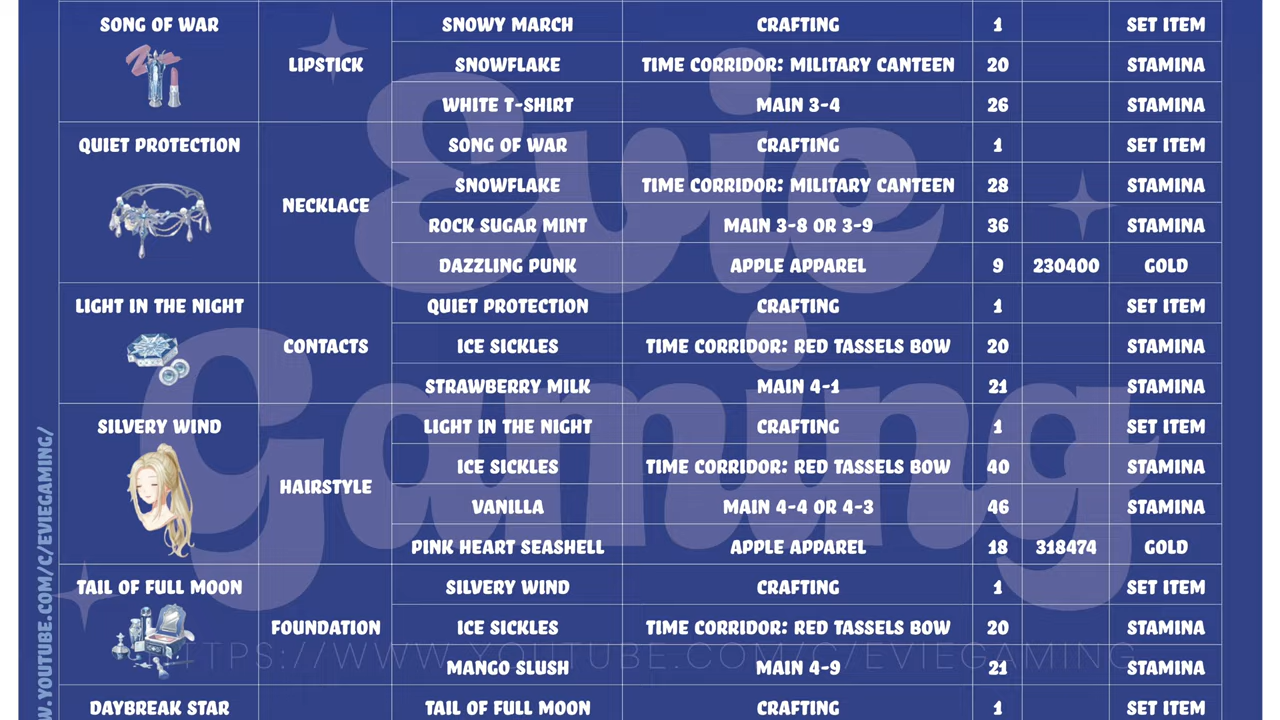 SONG OF WAR
LIPSTICK
SNOWY MARCH CRAFTING 1 SET ITEM
SNOWFLAKE TIME CORRIDOR: MILITARY CANTEEN 20 STAMINA
WHITE T-SHIRT MAIN 3-4 26 STAMINA
QUIET PROTECTION
NECKLACE
SONG OF WAR CRAFTING 1 SET ITEM
SNOWFLAKE TIME CORRIDOR: MILITARY CANTEEN 28 STAMINA
ROCK SUGAR MINT MAIN 3-8 OR 3-9 36 STAMINA
DAZZLING PUNK APPLE APPAREL 9 230400 GOLD
LIGHT IN THE NIGHT
CONTACTS
QUIET PROTECTION CRAFTING 1 SET ITEM
ICE SICKLES TIME CORRIDOR: RED TASSELS BOW 20 STAMINA
STRAWBERRY MILK MAIN 4-1 21 STAMINA
SILVERY WIND
HAIRSTYLE
LIGHT IN THE NIGHT CRAFTING 1 SET ITEM
ICE SICKLES TIME CORRIDOR: RED TASSELS BOW 40 STAMINA
VANILLA MAIN 4-4 OR 4-3 46 STAMINA
PINK HEART SEASHELL APPLE APPAREL 18 318474 GOLD
TAIL OF FULL MOON
FOUNDATION
SILVERY WIND CRAFTING 1 SET ITEM
ICE SICKLES TIME CORRIDOR: RED TASSELS BOW 20 STAMINA
MANGO SLUSH MAIN 4-9 21 STAMINA
DAYBREAK STAR
TAIL OF FULL MOON CRAFTING 1 SET ITEM
Evie
Gaming
HTTPS://WWW.YOUTUBE.COM/C/EVIEGAMING
W.YOUTUBE.COM/C/EVIEGAMING/